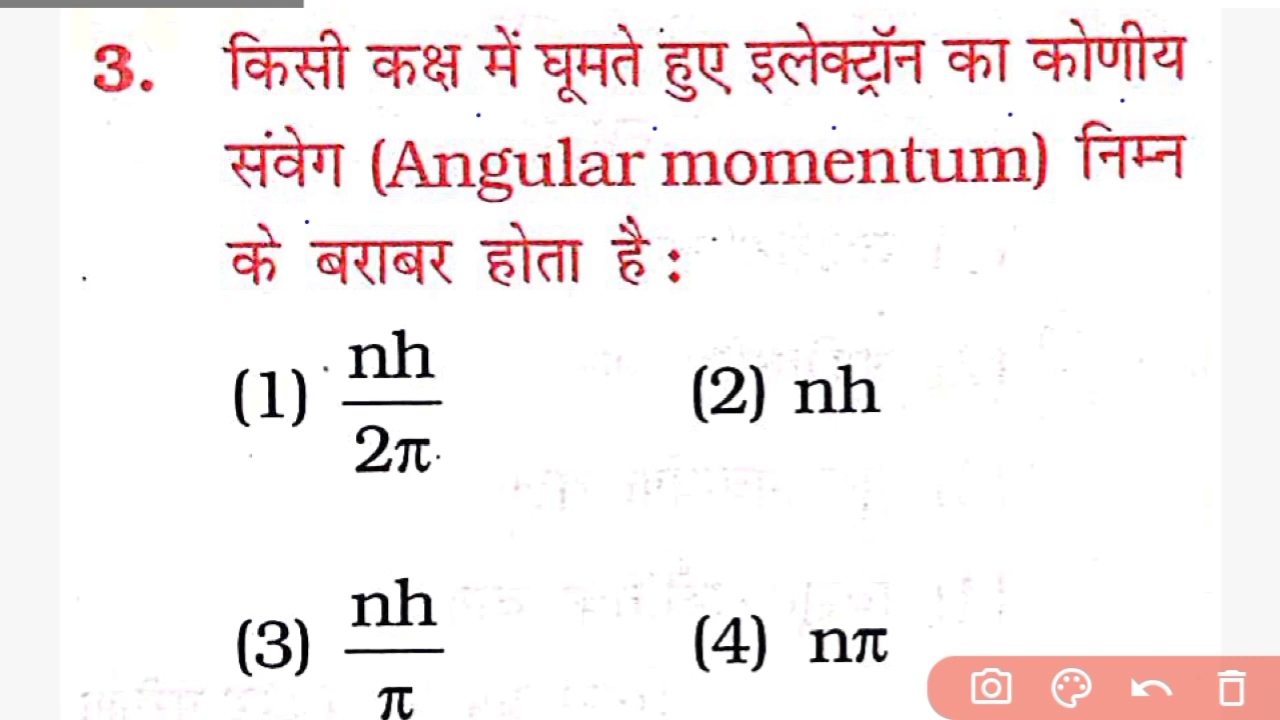 3. किसी कक्ष में घूमते हुए इलेक्ट्रॉन का कोणीय
संवेग (Angular momentum) निम्न
के बराबर होता है :
(1) nh/2π (2) nh
(3) nh/π (4) nπ